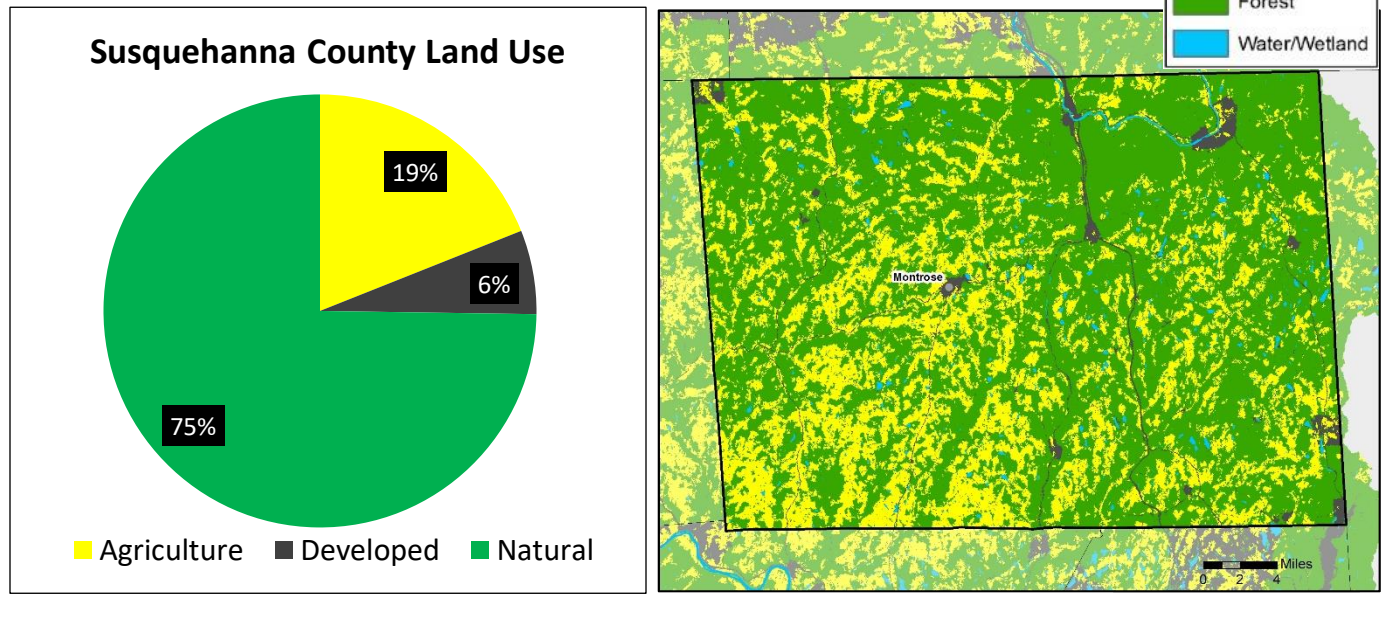 Susquehanna County Land Use
19%
6%
75%
Agriculture Developed Natural
Forest
Water/Wetland
Montrose
Miles
0 2 4